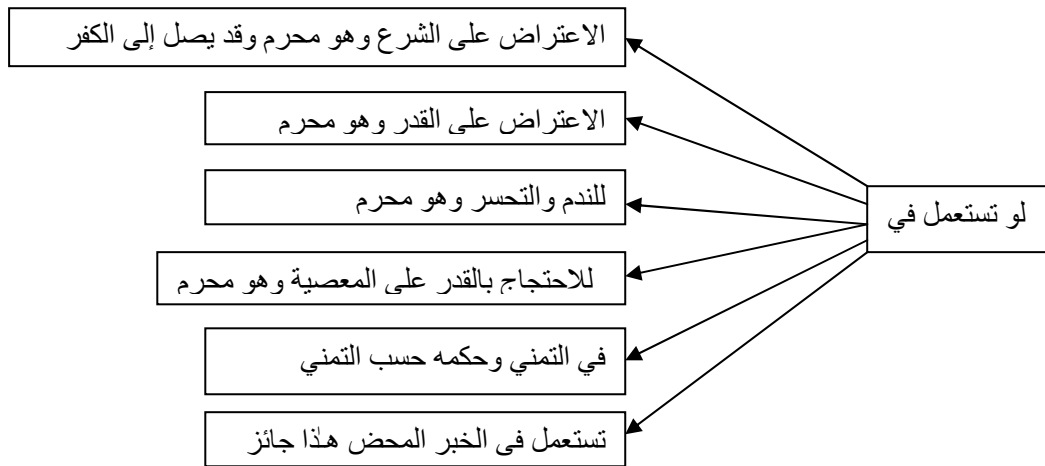 الاعتراض على الشرع وهو محرم وقد يصل إلى الكفر
الاعتراض على القدر وهو محرم
للندم والتحسر وهو محرم
لو تستعمل في
للاحتجاج بالقدر على المعصية وهو محرم
في التمني وحكمه حسب التمني
تستعمل في الخبر المحض هذا جائز